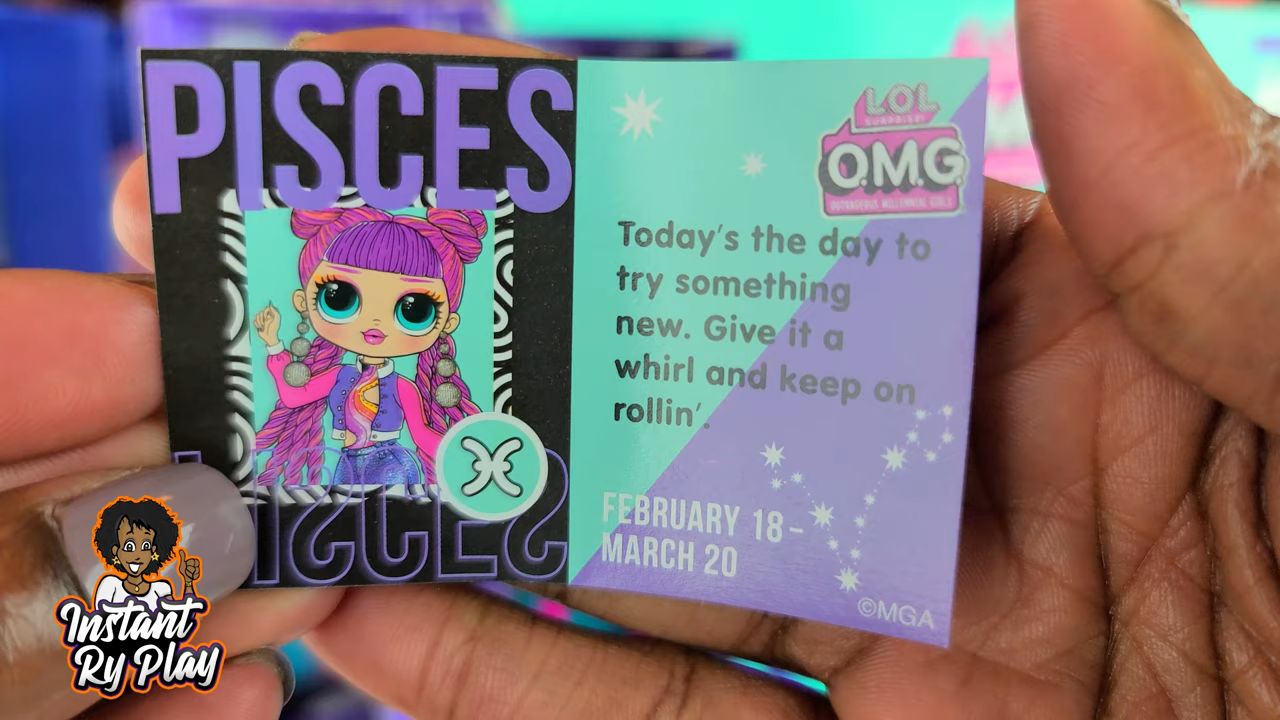 PISCES
PISCES
LOL
SURPRISE!
O.M.G.
OUTRAGEOUS MILLENNIAL GIRLS
Today's the day to
try something
new. Give it a
whirl and keep on
rollin'.
FEBRUARY 18–
MARCH 20
©MGA
Instant
Ry Play